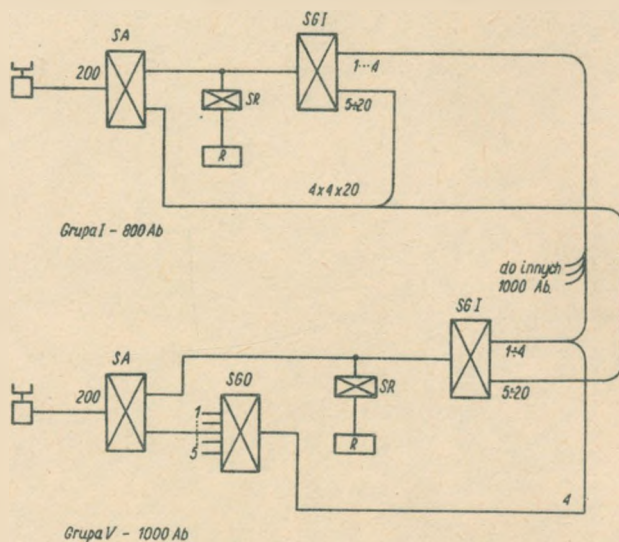 SA
SGI
200
1···4
SR
5÷20
R
4x4x20
Grupa I - 800 Ab
do innych
1000 Ab.
SGI
SA
1÷4
SGO
200
SR
5÷20
1
5
R
4
Grupa V - 1000 Ab